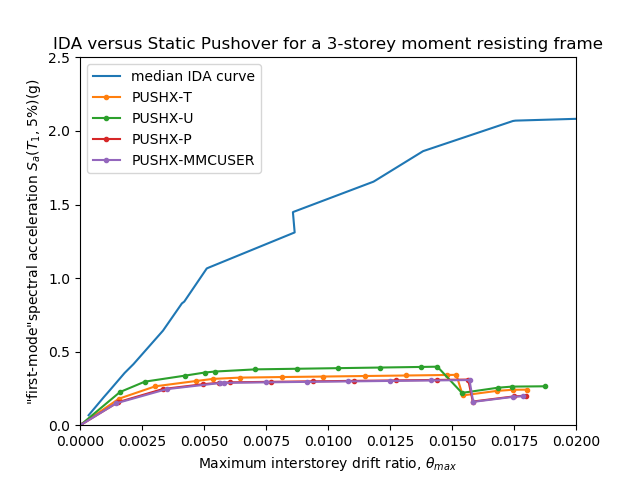 IDA versus Static Pushover for a 3-storey moment resisting frame
"first-mode"spectral acceleration Sₐ(T₁, 5%)(g)
2.5
2.0
1.5
1.0
0.5
0.0
median IDA curve
PUSHX-T
PUSHX-U
PUSHX-P
PUSHX-MMCUSER
0.0000 0.0025 0.0050 0.0075 0.0100 0.0125 0.0150 0.0175 0.0200
Maximum interstorey drift ratio, θₘₐₓ